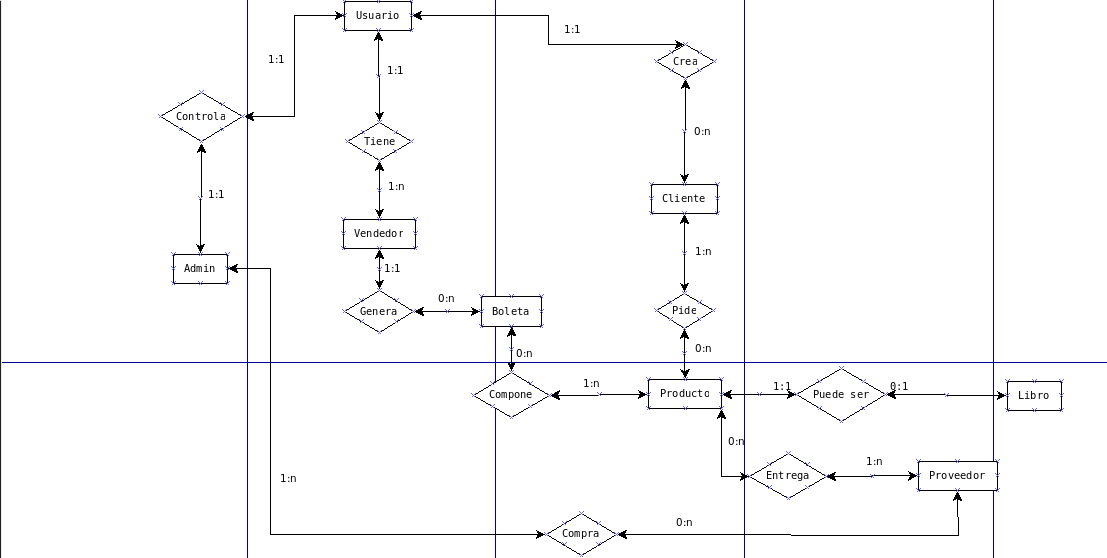 Usuario
1:1
Crea
1:1
1:1
Controla
Tiene
0:n
1:n
1:1
Cliente
Vendedor
1:n
Admin
1:1
0:n
Genera
Boleta
Pide
0:n
0:n
1:n
Compone
Producto
1:1
Puede ser
0:1
Libro
0:n
Entrega
1:n
Proveedor
1:n
0:n
Compra